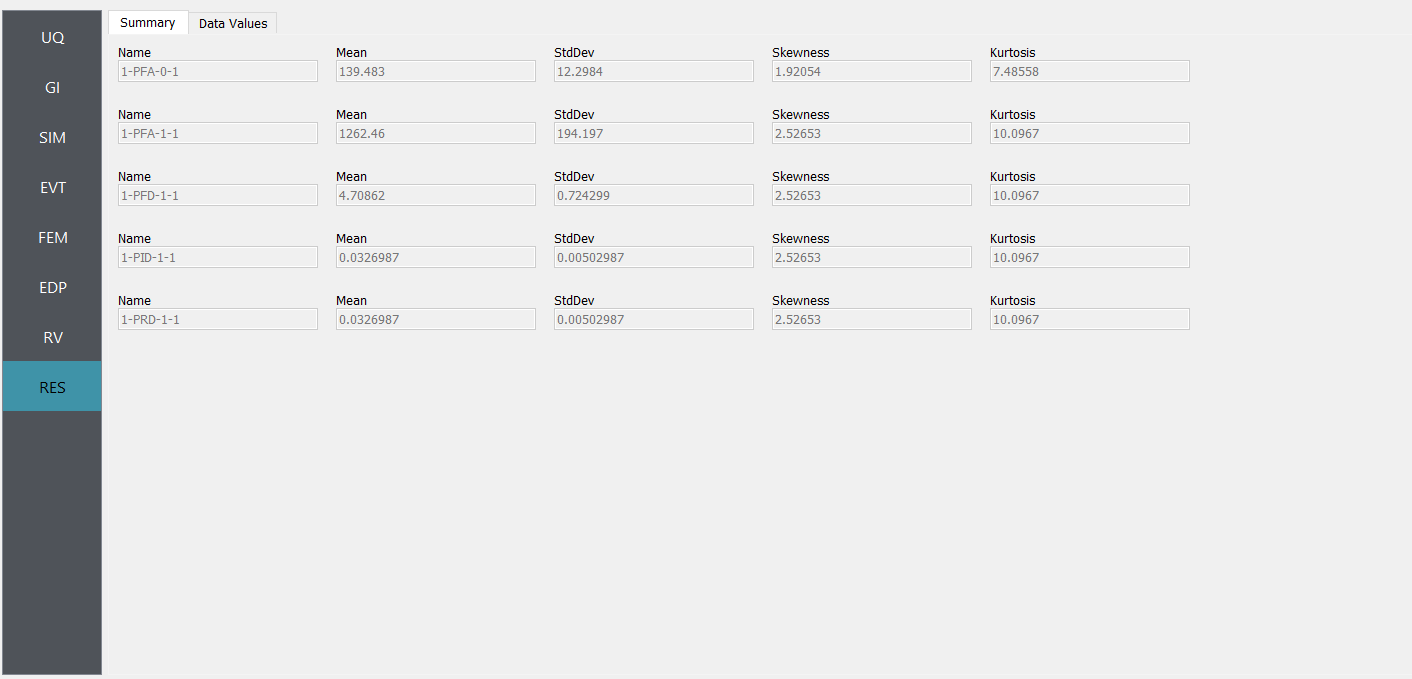 UQ
GI
SIM
EVT
FEM
EDP
RV
RES
Summary Data Values
Name Mean StdDev Skewness Kurtosis
1-PFA-0-1 139.483 12.2984 1.92054 7.48558
Name Mean StdDev Skewness Kurtosis
1-PFA-1-1 1262.46 194.197 2.52653 10.0967
Name Mean StdDev Skewness Kurtosis
1-PFD-1-1 4.70862 0.724299 2.52653 10.0967
Name Mean StdDev Skewness Kurtosis
1-PID-1-1 0.0326987 0.00502987 2.52653 10.0967
Name Mean StdDev Skewness Kurtosis
1-PRD-1-1 0.0326987 0.00502987 2.52653 10.0967